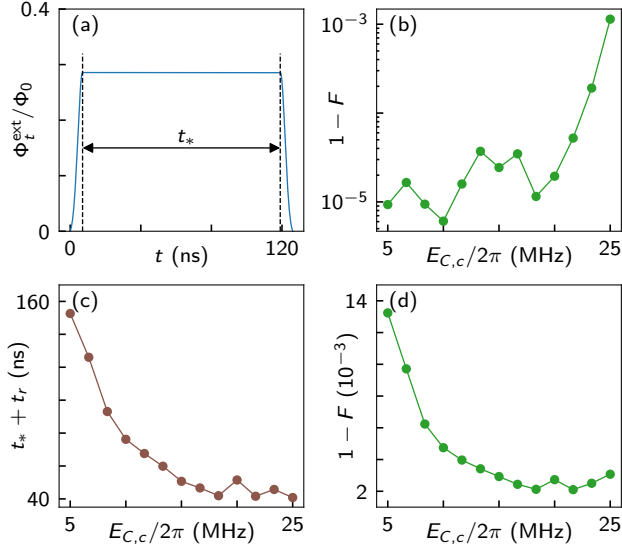 (a)
0.4
Φ_t^ext/Φ_0
t_*
0
0
120
t (ns)
(b)
10^−3
1 − F
10^−5
5
25
E_{C,c}/2π (MHz)
(c)
160
t_* + t_r (ns)
40
5
25
E_{C,c}/2π (MHz)
(d)
14
1 − F (10^−3)
2
5
25
E_{C,c}/2π (MHz)